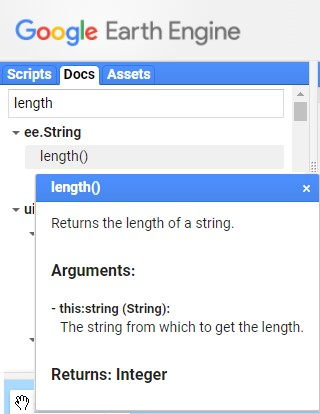 Google Earth Engine
Scripts Docs Assets
length
ee.String
length()
length() ×
ui
Returns the length of a string.
Arguments:
- this:string (String):
The string from which to get the length.
Returns: Integer